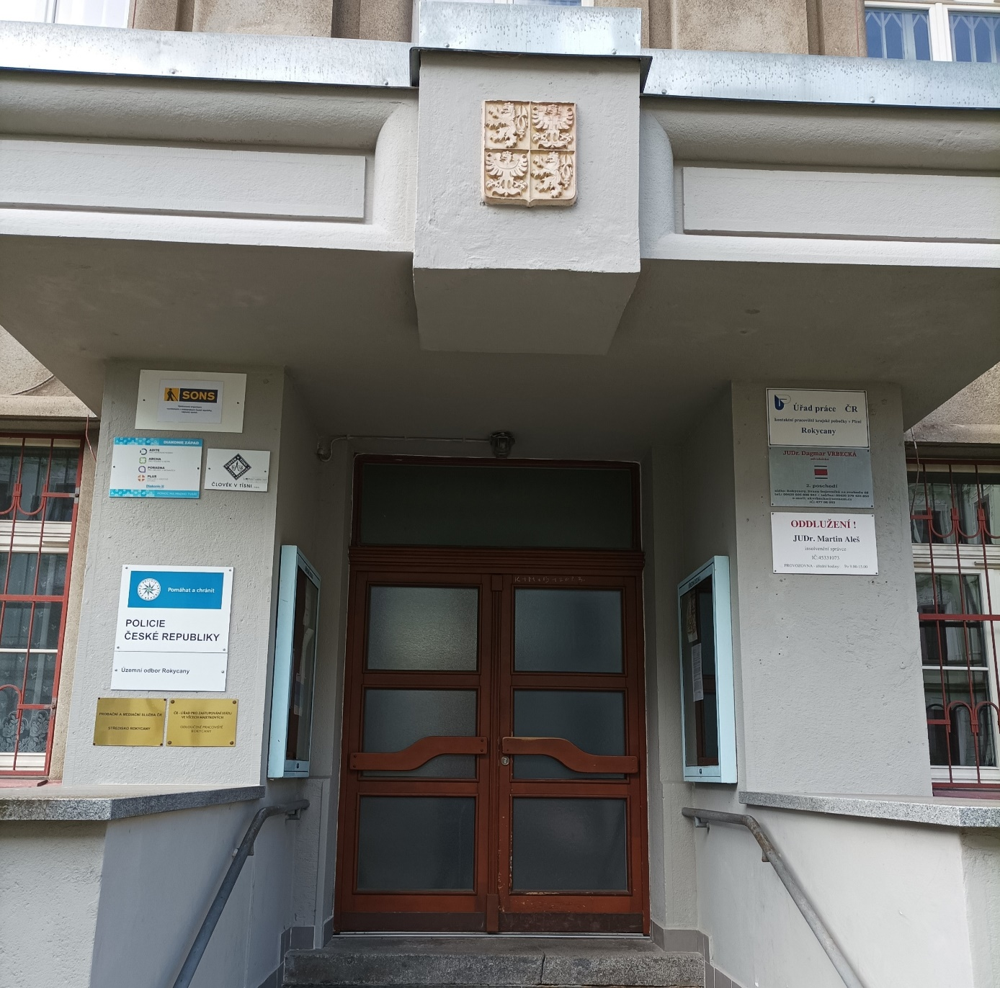 SONS
DIAKONIE ZÁPAD
ARCHA
PORADNA
PLUS
Diakonie
ČLOVĚK V TÍSNI
Pomáhat a chránit
POLICIE
ČESKÉ REPUBLIKY
Územní odbor Rokycany
PROBAČNÍ A MEDIAČNÍ SLUŽBA ČR
STŘEDISKO ROKYCANY
ČR - ÚŘAD PRO ZASTUPOVÁNÍ STÁTU
VE VĚCECH MAJETKOVÝCH
ODLOUČENÉ PRACOVIŠTĚ
ROKYCANY
Úřad práce ČR
kontaktní pracoviště krajské pobočky v Plzni
Rokycany
JUDr. Dagmar VRBECKÁ
advokátka
2. poschodí
ODDLUŽENÍ !
JUDr. Martin Aleš
insolvenční správce
IČ:45331073
PROVOZOVNA - úřední hodiny Po 9.00-15.00